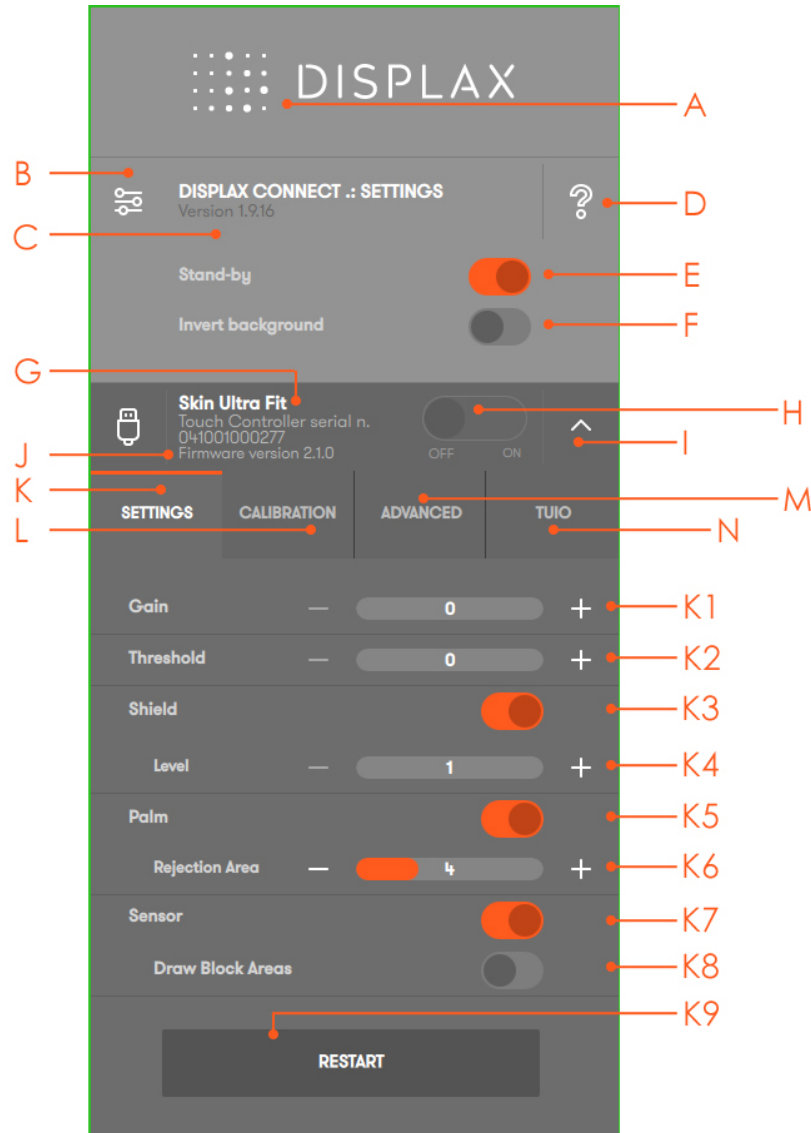 DISPLAX
A
B
DISPLAX CONNECT .: SETTINGS
D
Version 1.9.16
C
Stand-by
E
Invert background
F
G
Skin Ultra Fit
H
Touch Controller serial n.
041001000277
I
J
Firmware version 2.1.0
OFF ON
K
M
SETTINGS CALIBRATION ADVANCED TUIO
L
N
Gain 0 K1
Threshold 0 K2
Shield K3
Level 1 K4
Palm K5
Rejection Area 4 K6
Sensor K7
Draw Block Areas K8
K9
RESTART